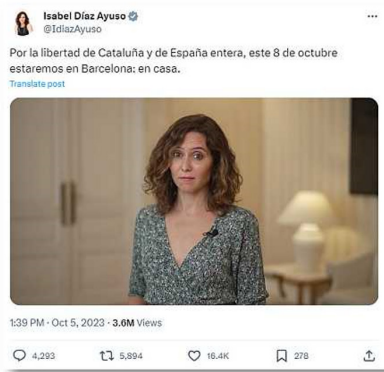 Isabel Díaz Ayuso
@IdiazAyuso
Por la libertad de Cataluña y de España entera, este 8 de octubre
estaremos en Barcelona: en casa.
Translate post
1:39 PM · Oct 5, 2023 · 3.6M Views
4,293 5,894 16.4K 278